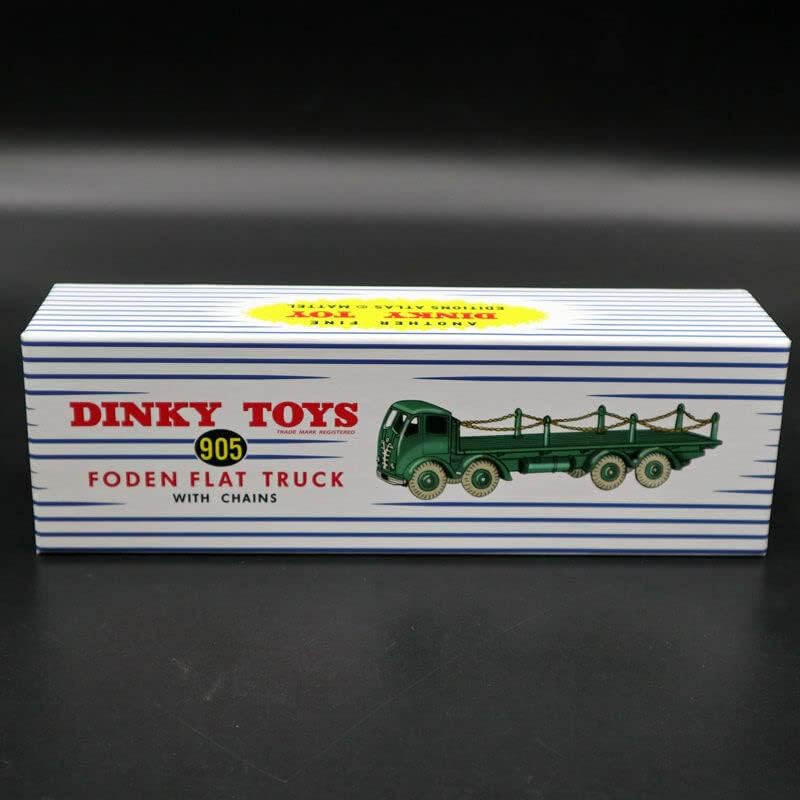 ANOTHER FINE
DINKY TOY
EDITIONS ATLAS © MATTEL
DINKY TOYS
TRADE MARK REGISTERED
905
FODEN FLAT TRUCK
WITH CHAINS